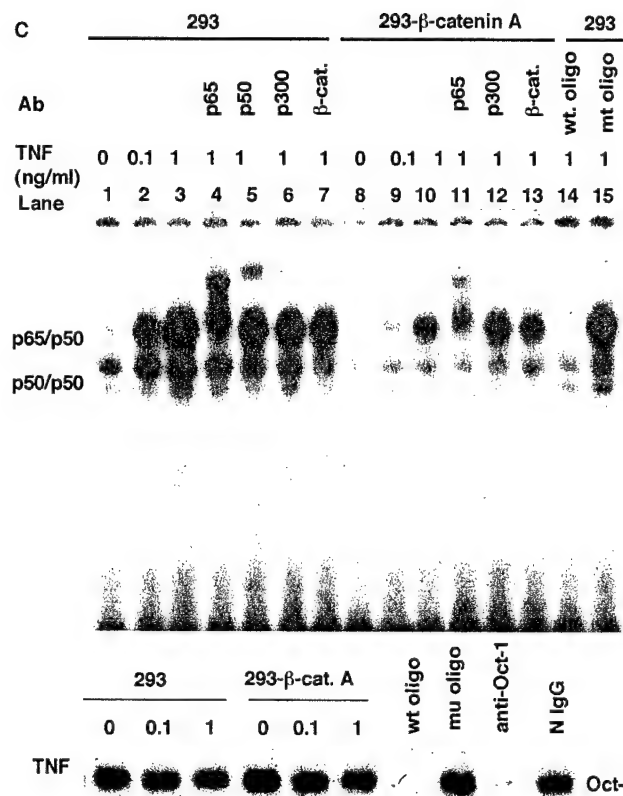 C 293 293-β-catenin A 293
Ab p65 p50 p300 β-cat. p65 p300 β-cat. wt. oligo mt oligo
TNF 0 0.1 1 1 1 1 1 0 0.1 1 1 1 1 1 1
(ng/ml)
Lane 1 2 3 4 5 6 7 8 9 10 11 12 13 14 15
p65/p50
p50/p50
293 293-β-cat. A wt oligo mu oligo anti-Oct-1 N IgG
0 0.1 1 0 0.1 1
TNF Oct-